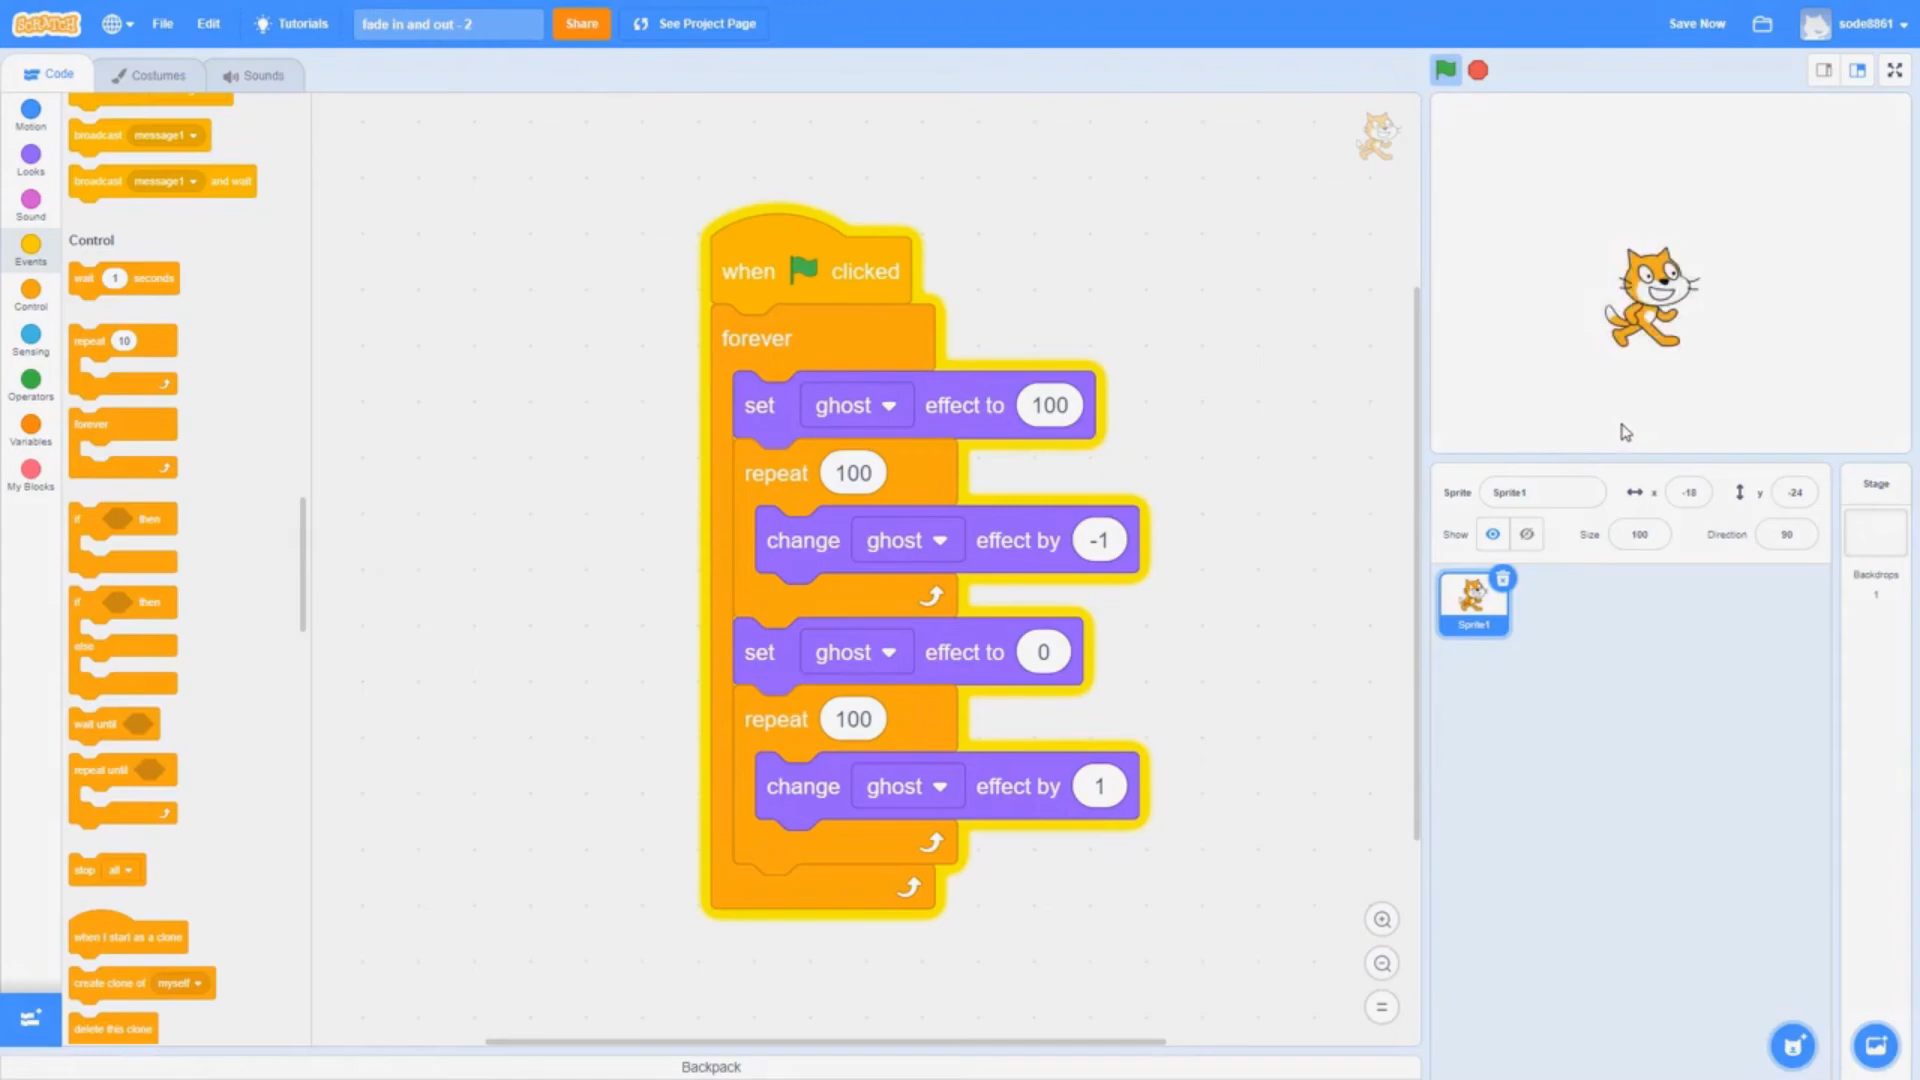 SCRATCH File Edit Tutorials fade in and out - 2 Share See Project Page Save Now sode8861
Code Costumes Sounds
Motion
Looks
Sound
Events
Control
Sensing
Operators
Variables
My Blocks
broadcast message1
broadcast message1 and wait
Control
wait 1 seconds
repeat 10
forever
if then
if then
else
wait until
repeat until
stop all
when I start as a clone
create clone of myself
delete this clone
when clicked
forever
set ghost effect to 100
repeat 100
change ghost effect by -1
set ghost effect to 0
repeat 100
change ghost effect by 1
Backpack
Sprite Sprite1 x -18 y -24
Show Size 100 Direction 90
Sprite1
Stage
Backdrops
1